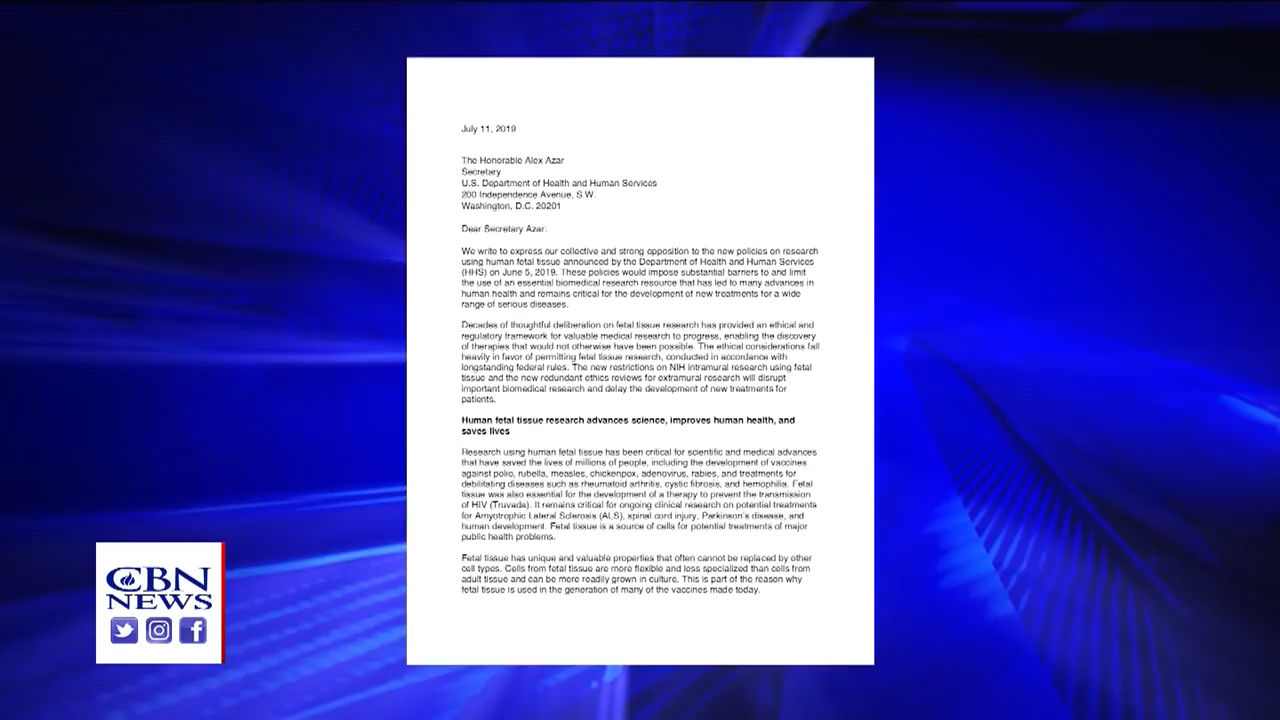 July 11, 2019
The Honorable Alex Azar
Secretary
U.S. Department of Health and Human Services
200 Independence Avenue, S.W.
Washington, D.C. 20201
Dear Secretary Azar:
We write to express our collective and strong opposition to the new policies on research
using human fetal tissue announced by the Department of Health and Human Services
(HHS) on June 5, 2019. These policies would impose substantial barriers to and limit
the use of an essential biomedical research resource that has led to many advances in
human health and remains critical for the development of new treatments for a wide
range of serious diseases.
Decades of thoughtful deliberation on fetal tissue research has provided an ethical and
regulatory framework for valuable medical research to progress, enabling the discovery
of therapies that would not otherwise have been possible. The ethical considerations fall
heavily in favor of permitting fetal tissue research, conducted in accordance with
longstanding federal rules. The new restrictions on NIH intramural research using fetal
tissue and the new redundant ethics reviews for extramural research will disrupt
important biomedical research and delay the development of new treatments for
patients.
Human fetal tissue research advances science, improves human health, and
saves lives
Research using human fetal tissue has been critical for scientific and medical advances
that have saved the lives of millions of people, including the development of vaccines
against polio, rubella, measles, chickenpox, adenovirus, rabies, and treatments for
debilitating diseases such as rheumatoid arthritis, cystic fibrosis, and hemophilia. Fetal
tissue was also essential for the development of a therapy to prevent the transmission
of HIV (Truvada). It remains critical for ongoing clinical research on potential treatments
for Amyotrophic Lateral Sclerosis (ALS), spinal cord injury, Parkinson's disease, and
human development. Fetal tissue is a source of cells for potential treatments of major
public health problems.
Fetal tissue has unique and valuable properties that often cannot be replaced by other
cell types. Cells from fetal tissue are more flexible and less specialized than cells from
adult tissue and can be more readily grown in culture. This is part of the reason why
fetal tissue is used in the generation of many of the vaccines made today.
CBN
NEWS